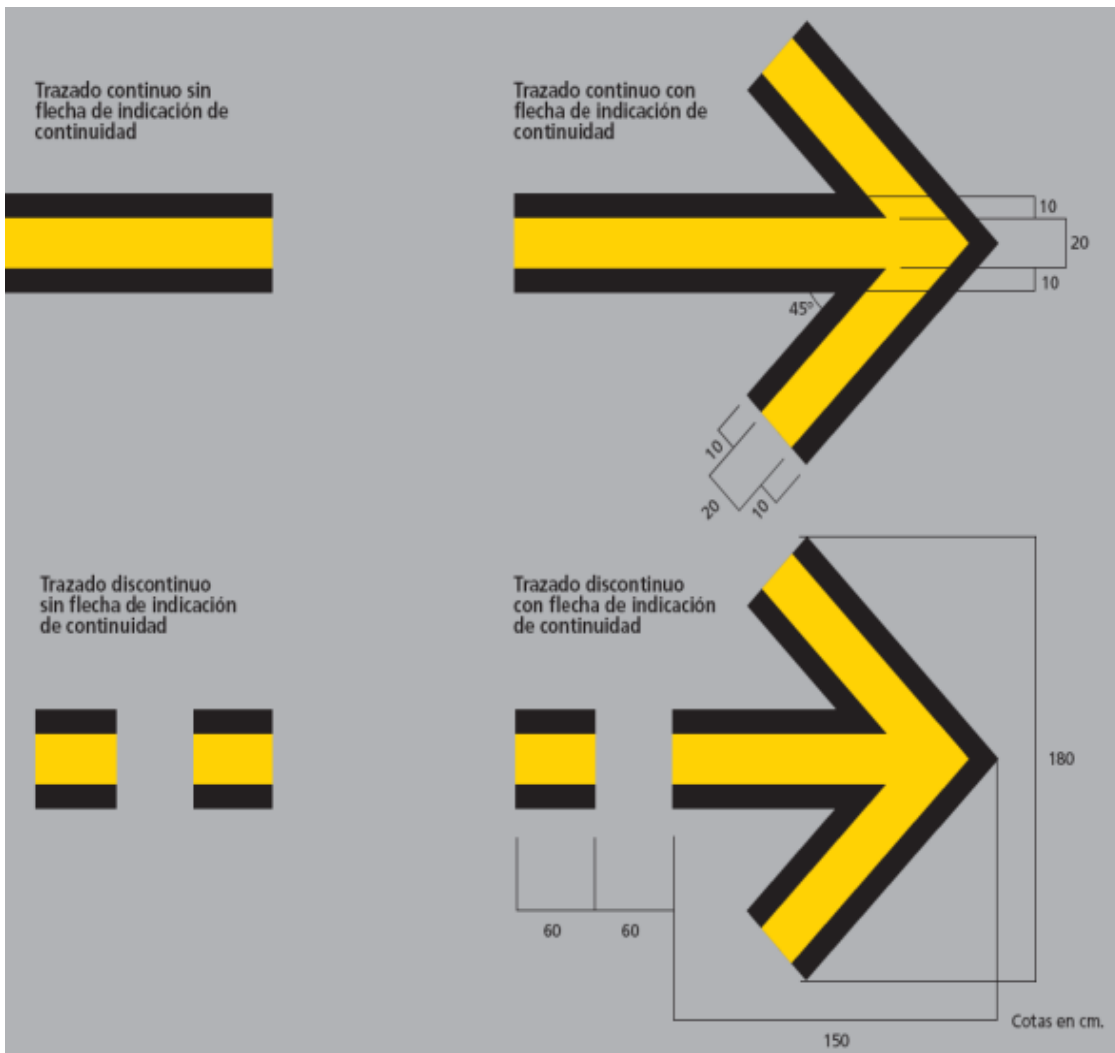 Trazado continuo sin
flecha de indicación de
continuidad
Trazado continuo con
flecha de indicación de
continuidad
10
20
10
45º
10
20
10
Trazado discontinuo
sin flecha de indicación
de continuidad
Trazado discontinuo
con flecha de indicación
de continuidad
180
60
60
150
Cotas en cm.